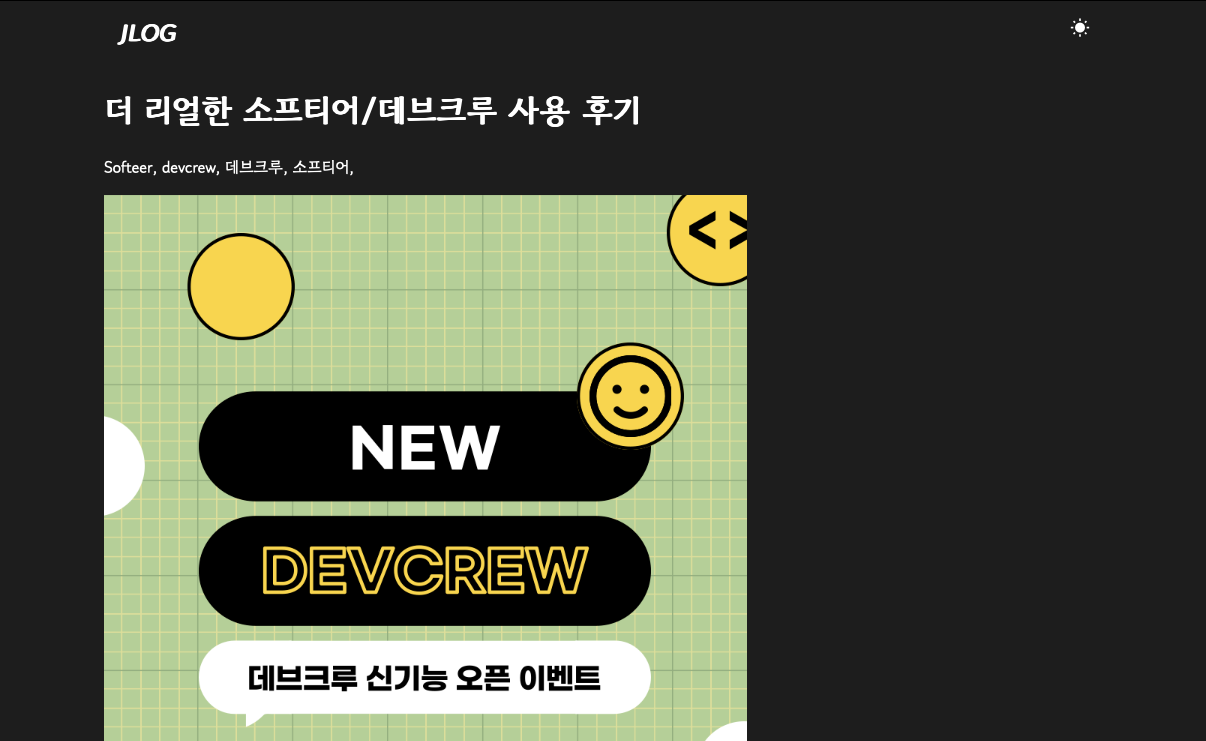 JLOG
더 리얼한 소프티어/데브크루 사용 후기
Softeer, devcrew, 데브크루, 소프티어,
< >
NEW
DEVCREW
데브크루 신기능 오픈 이벤트